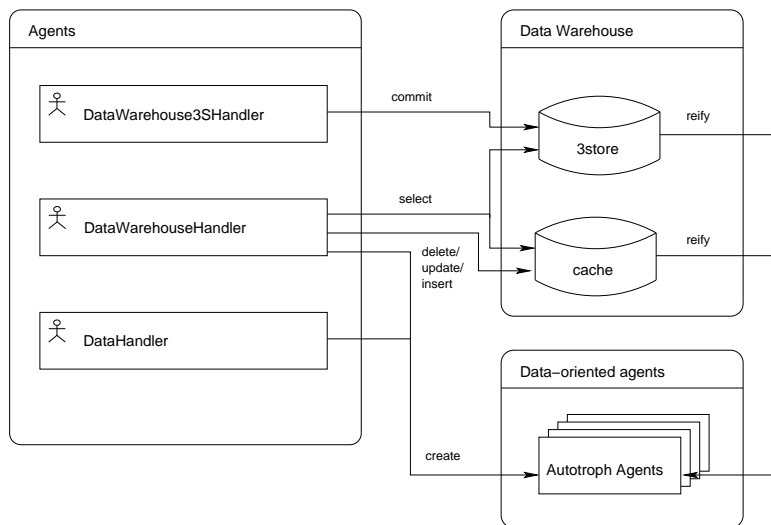 Agents
Data Warehouse
DataWarehouse3SHandler
commit
reify
3store
DataWarehouseHandler
select
reify
delete/
update/
insert
cache
DataHandler
Data−oriented agents
create
Autotroph Agents